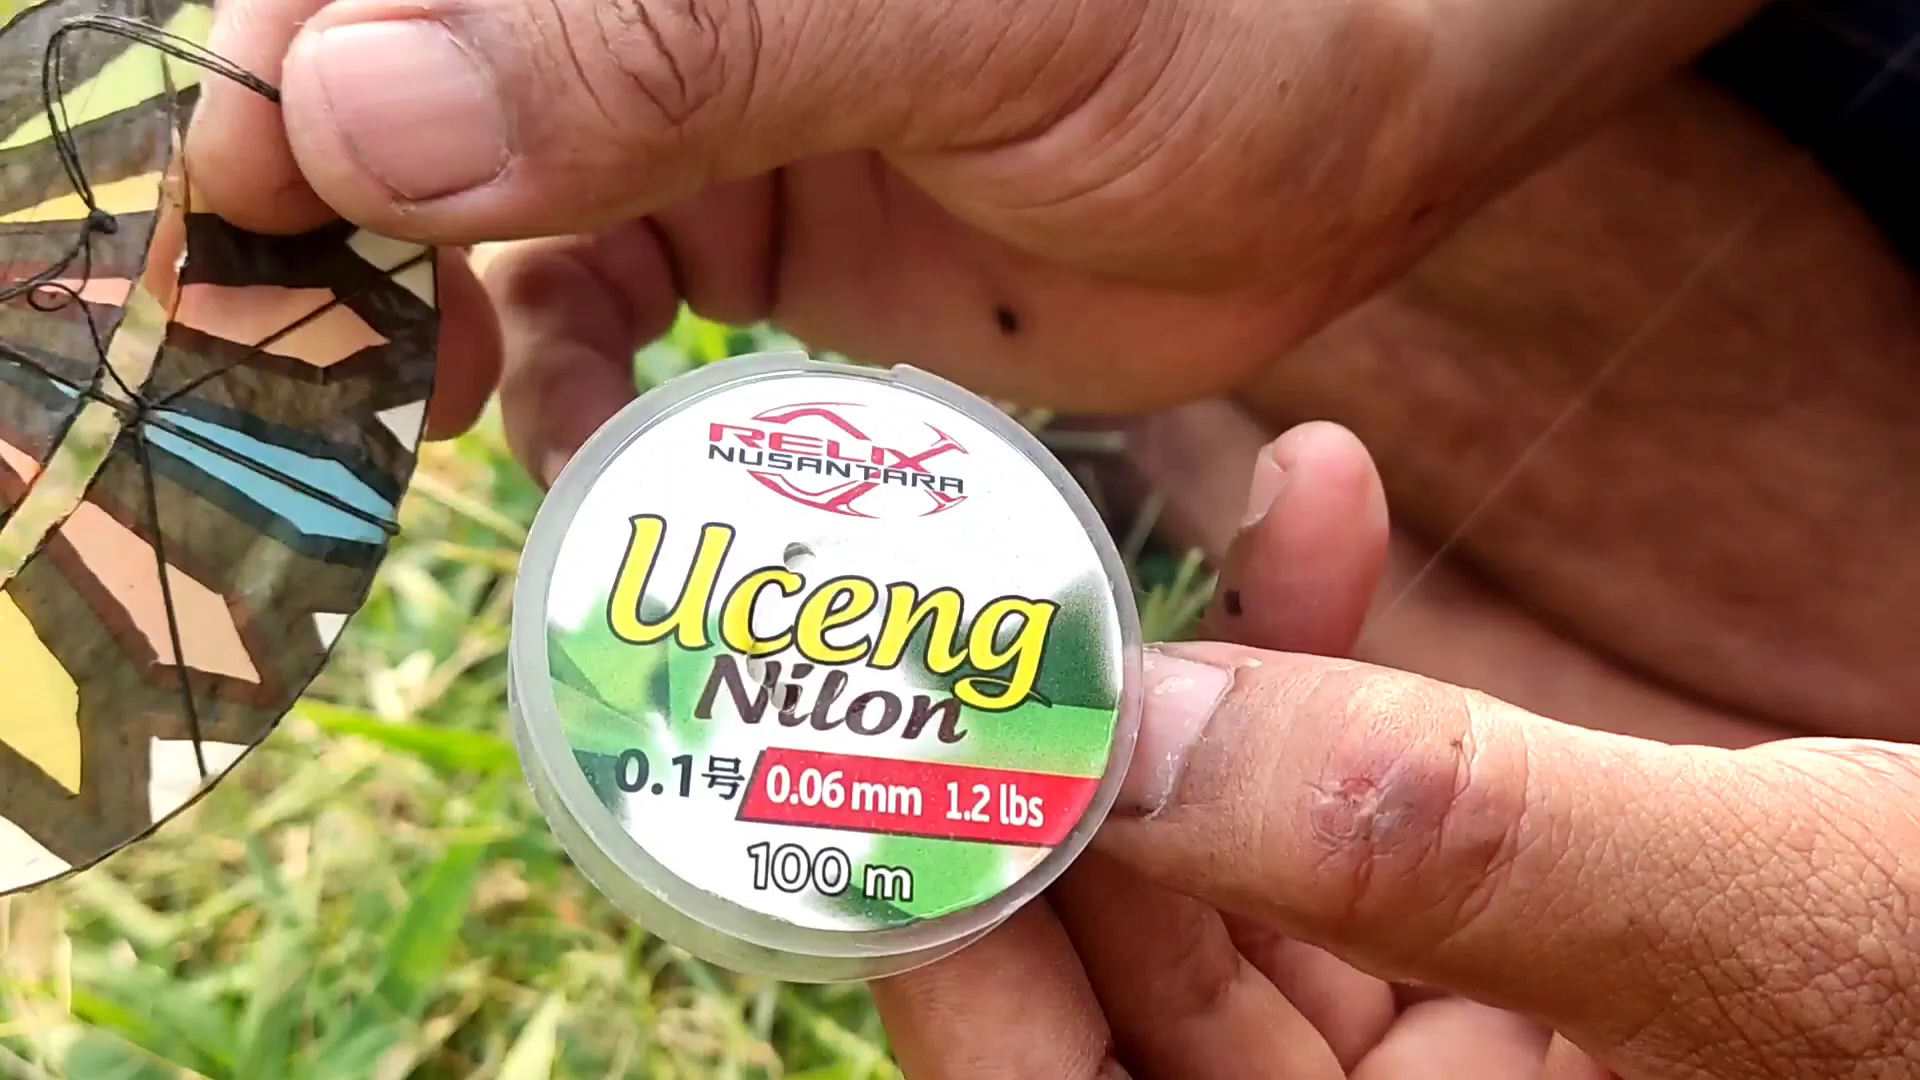 RELIX
NUSANTARA
Uceng
Nilon
0.1号 0.06 mm 1.2 lbs
100 m